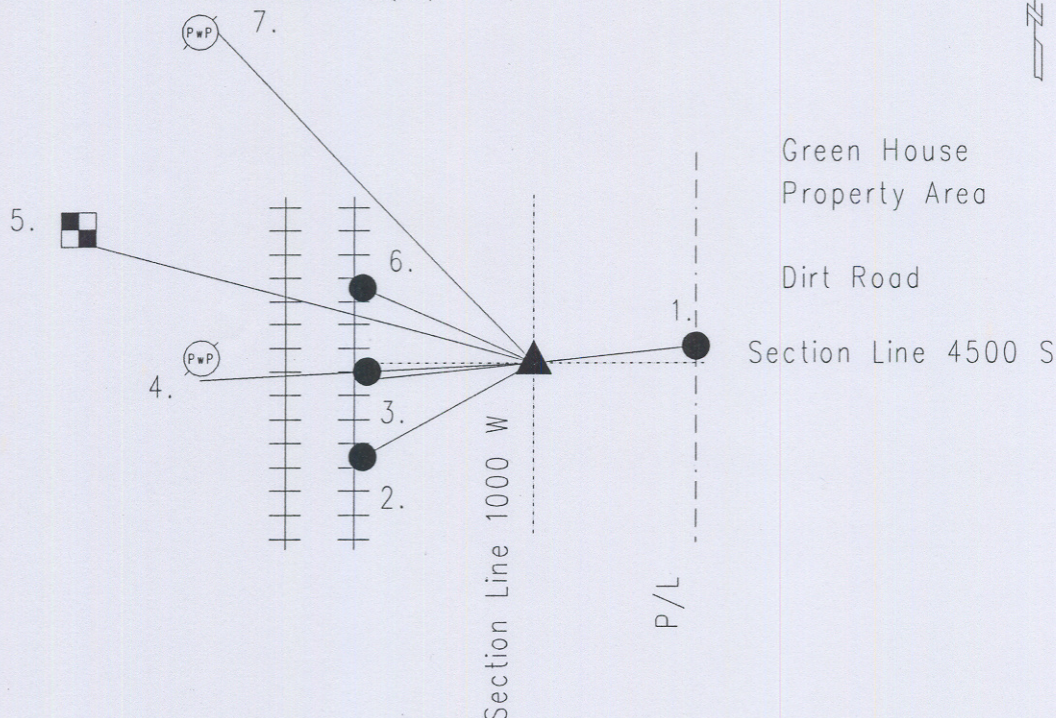 7.
PwP
Green House
Property Area
5.
6.
Dirt Road
1.
PwP
Section Line 4500 S
4.
3.
2.
Section Line 1000 W
P/L